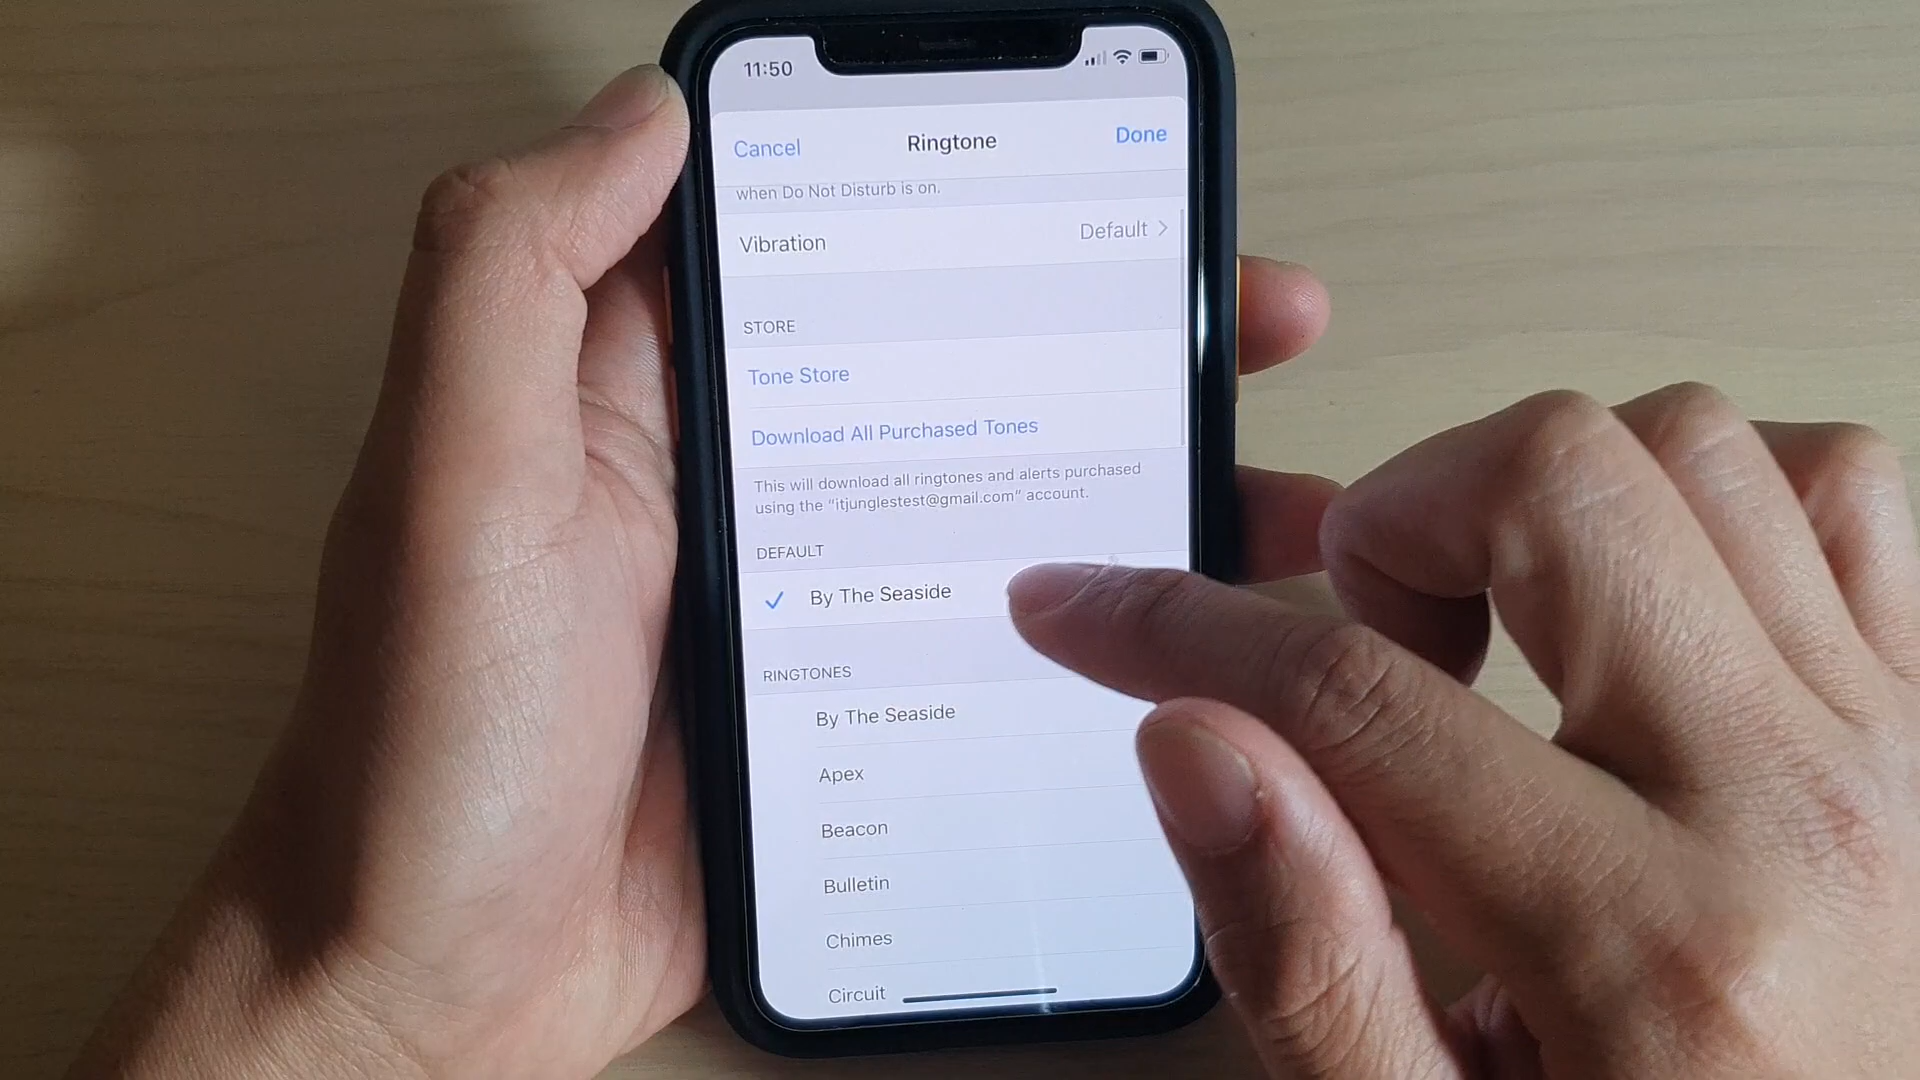 11:50
Cancel
Ringtone
Done
when Do Not Disturb is on.
Vibration
Default
STORE
Tone Store
Download All Purchased Tones
This will download all ringtones and alerts purchased
using the "itjunglestest@gmail.com" account.
DEFAULT
By The Seaside
RINGTONES
By The Seaside
Apex
Beacon
Bulletin
Chimes
Circuit